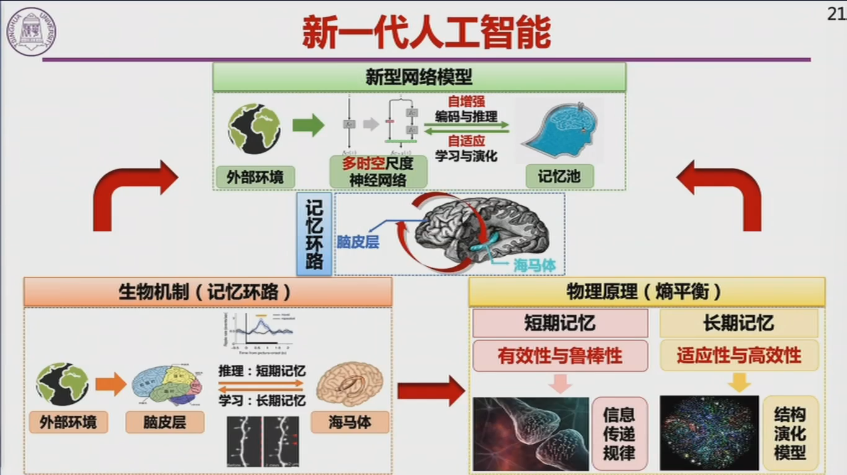 21
新一代人工智能
新型网络模型
自增强
编码与推理
自适应
学习与演化
外部环境
多时空尺度
神经网络
记忆池
记忆环路
脑皮层
海马体
生物机制（记忆环路）
物理原理（熵平衡）
短期记忆
长期记忆
有效性与鲁棒性
适应性与高效性
推理：短期记忆
学习：长期记忆
外部环境
脑皮层
海马体
信息
传递
规律
结构
演化
模型